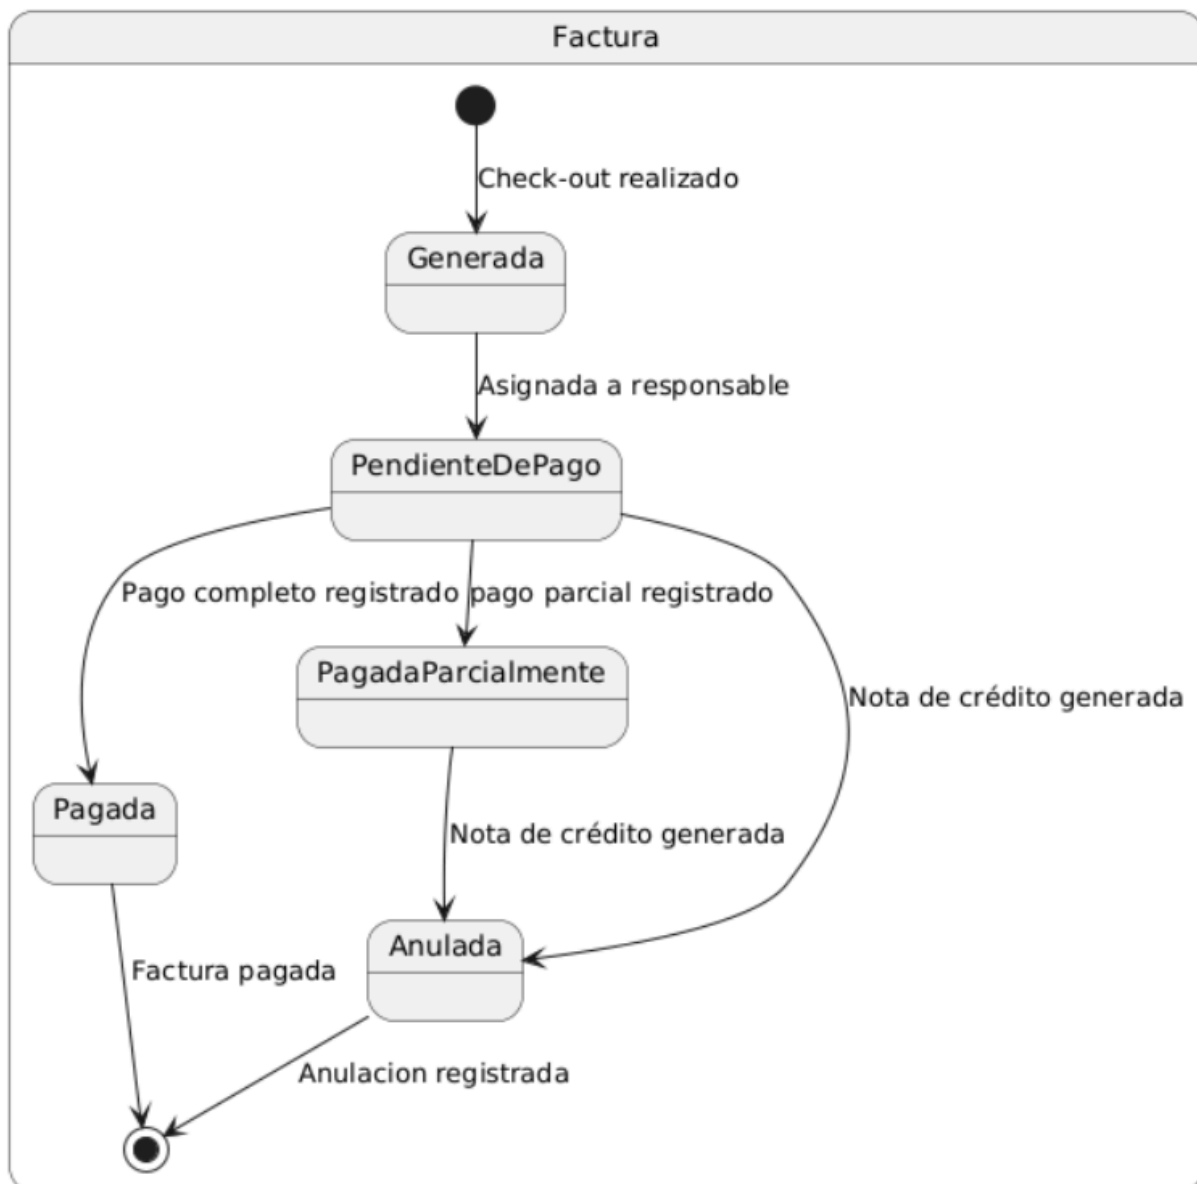 Factura
Check-out realizado
Generada
Asignada a responsable
PendienteDePago
Pago completo registrado
pago parcial registrado
PagadaParcialmente
Nota de crédito generada
Pagada
Nota de crédito generada
Anulada
Factura pagada
Anulacion registrada